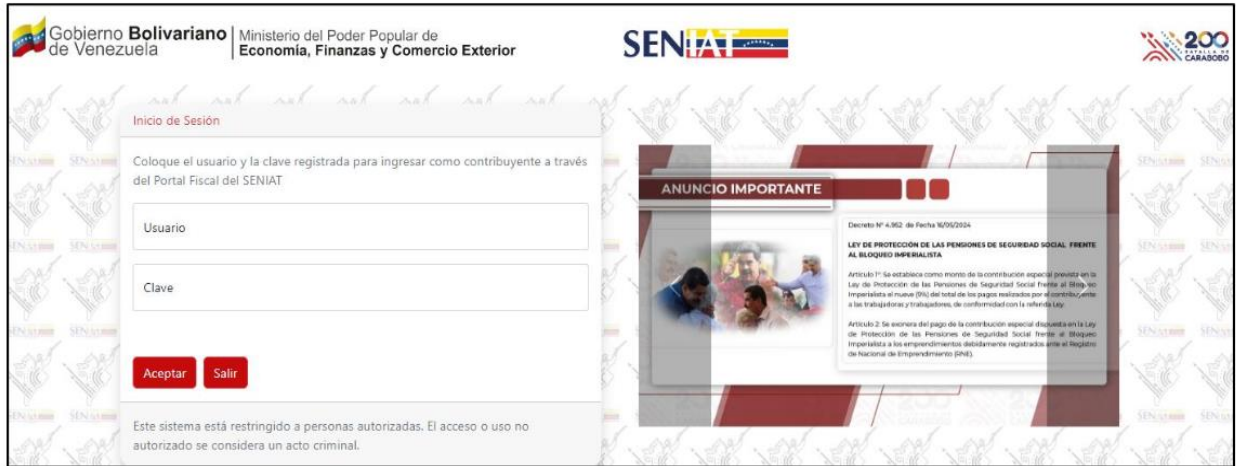 Gobierno Bolivariano
de Venezuela
Ministerio del Poder Popular de
Economía, Finanzas y Comercio Exterior
SENIAT
200
BATALLA DE
CARABOBO
Inicio de Sesión
Coloque el usuario y la clave registrada para ingresar como contribuyente a través
del Portal Fiscal del SENIAT
Usuario
Clave
Aceptar Salir
Este sistema está restringido a personas autorizadas. El acceso o uso no
autorizado se considera un acto criminal.
ANUNCIO IMPORTANTE
Decreto N° 4.952 de Fecha 16/05/2024
LEY DE PROTECCIÓN DE LAS PENSIONES DE SEGURIDAD SOCIAL FRENTE
AL BLOQUEO IMPERIALISTA
Artículo 1°: Se establece como monto de la contribución especial prevista en la
Ley de Protección de las Pensiones de Seguridad Social frente al Bloqueo
Imperialista el nueve (9%) del total de los pagos realizados por el contribuyente
a las trabajadoras y trabajadores, de conformidad con la referida Ley.
Artículo 2: Se exonera del pago de la contribución especial dispuesta en la Ley
de Protección de las Pensiones de Seguridad Social frente al Bloqueo
Imperialista a los emprendimientos debidamente registrados ante el Registro
de Nacional de Emprendimiento (RNE).